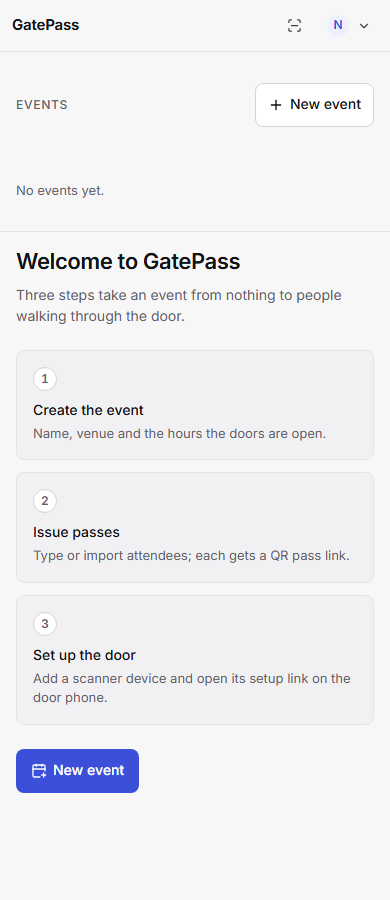 GatePass
N
EVENTS
New event
No events yet.
Welcome to GatePass
Three steps take an event from nothing to people
walking through the door.
1
Create the event
Name, venue and the hours the doors are open.
2
Issue passes
Type or import attendees; each gets a QR pass link.
3
Set up the door
Add a scanner device and open its setup link on the
door phone.
New event